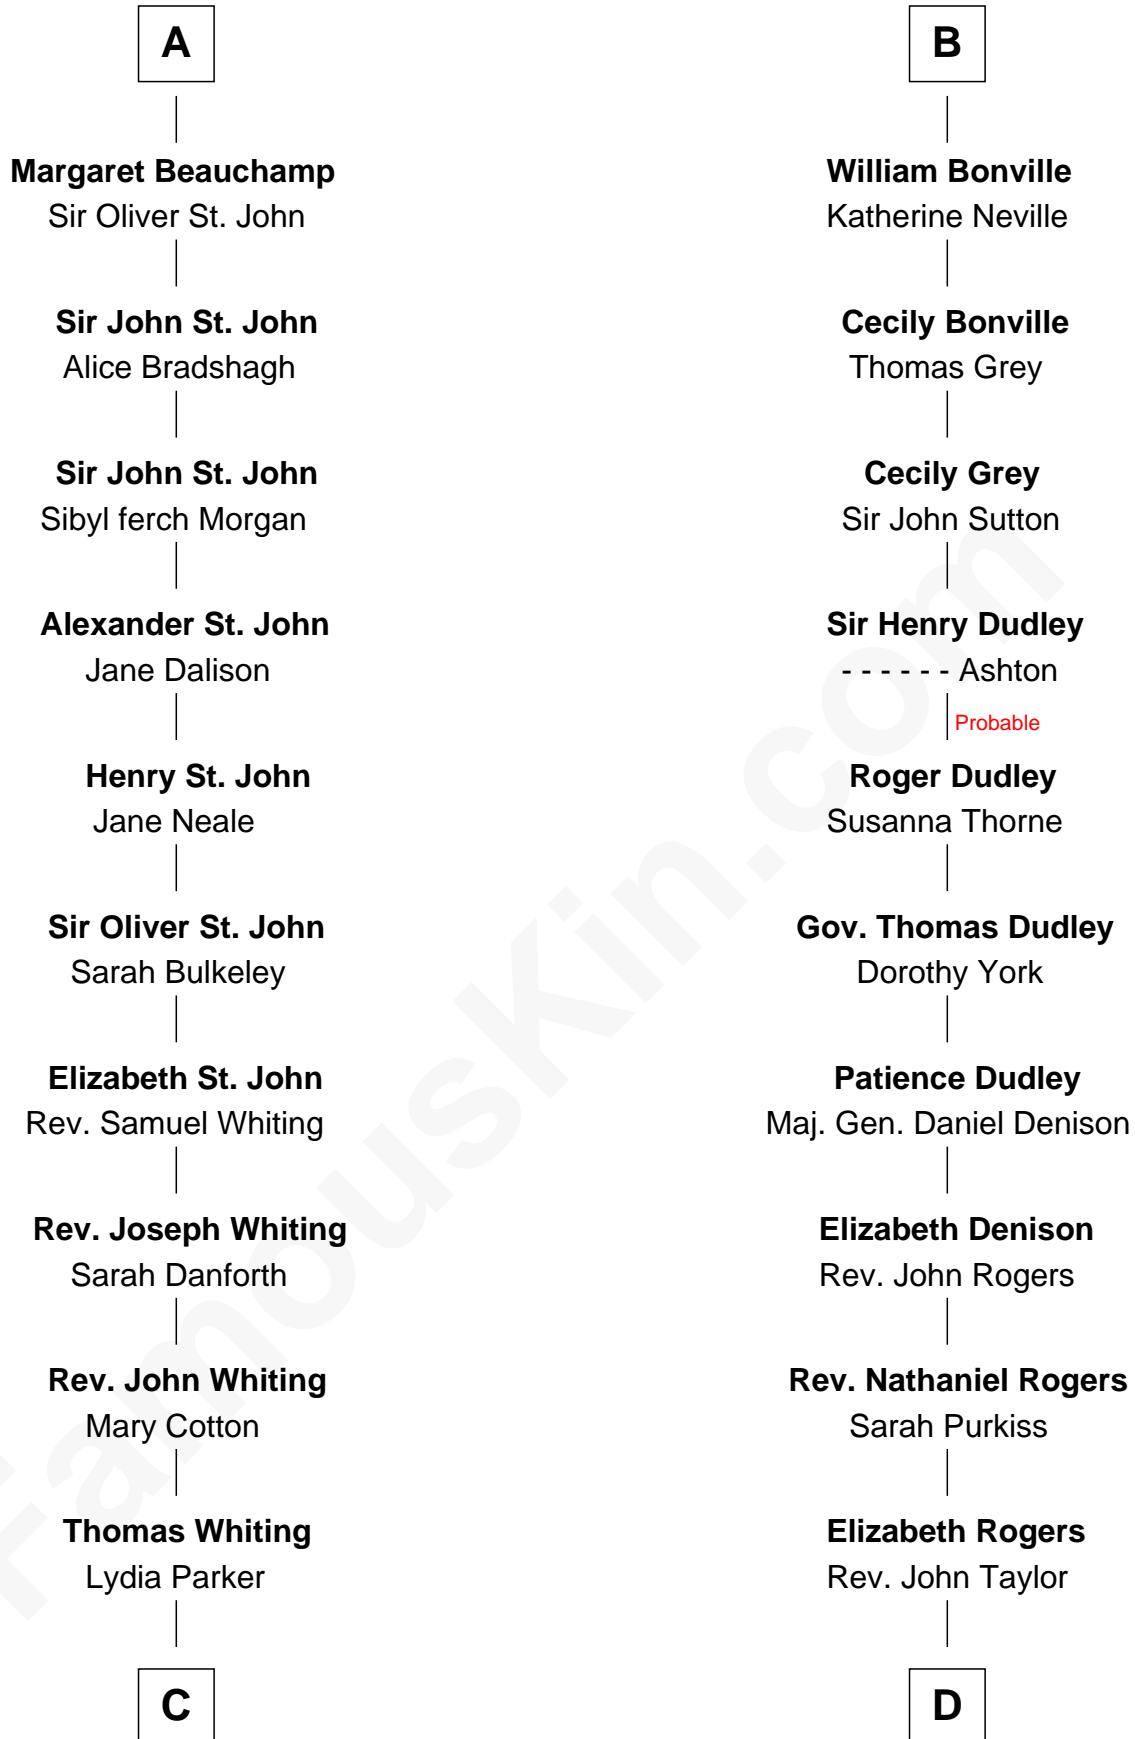 A
Margaret Beauchamp
Sir Oliver St. John
Sir John St. John
Alice Bradshagh
Sir John St. John
Sibyl ferch Morgan
Alexander St. John
Jane Dalison
Henry St. John
Jane Neale
Sir Oliver St. John
Sarah Bulkeley
Elizabeth St. John
Rev. Samuel Whiting
Rev. Joseph Whiting
Sarah Danforth
Rev. John Whiting
Mary Cotton
Thomas Whiting
Lydia Parker
C
B
William Bonville
Katherine Neville
Cecily Bonville
Thomas Grey
Cecily Grey
Sir John Sutton
Sir Henry Dudley
- - - - - - Ashton
Probable
Roger Dudley
Susanna Thorne
Gov. Thomas Dudley
Dorothy York
Patience Dudley
Maj. Gen. Daniel Denison
Elizabeth Denison
Rev. John Rogers
Rev. Nathaniel Rogers
Sarah Purkiss
Elizabeth Rogers
Rev. John Taylor
D
FamousKin.com